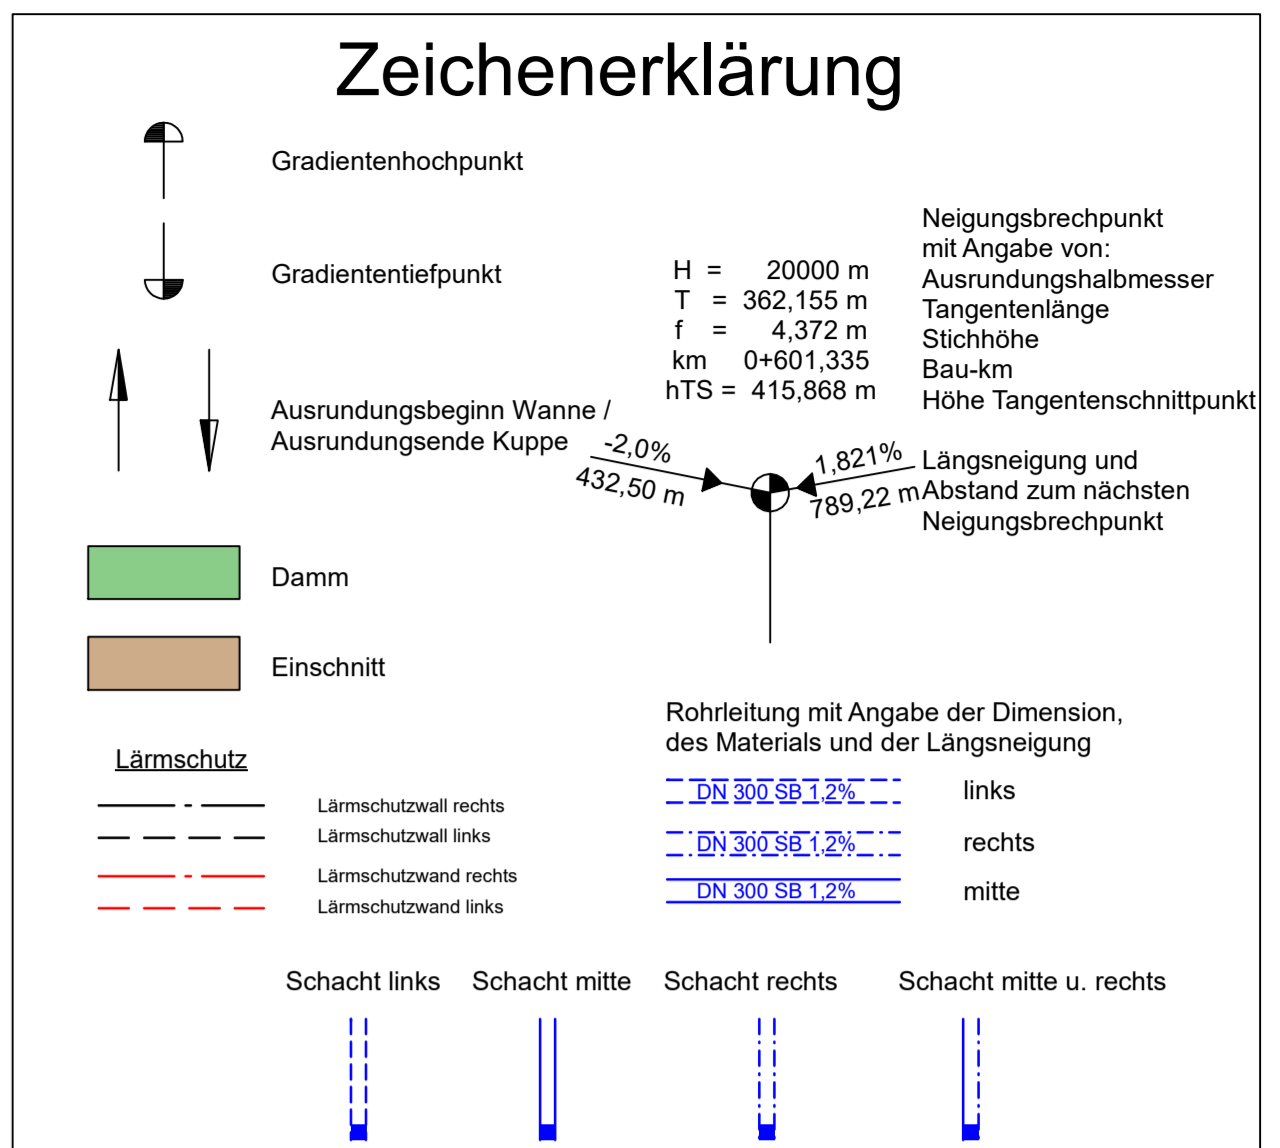 Zeichenerklärung
Gradientenhochpunkt
Gradiententiefpunkt
Ausrundungsbeginn Wanne /
Ausrundungsende Kuppe
Damm
Einschnitt
H = 20000 m
T = 362,155 m
f = 4,372 m
km 0+601,335
hTS = 415,868 m
Neigungsbrechpunkt
mit Angabe von:
Ausrundungshalbmesser
Tangentenlänge
Stichhöhe
Bau-km
Höhe Tangentenschnittpunkt
-2,0%
432,50 m
1,821%
789,22 m
Längsneigung und
Abstand zum nächsten
Neigungsbrechpunkt
Lärmschutz
Lärmschutzwall rechts
Lärmschutzwall links
Lärmschutzwand rechts
Lärmschutzwand links
Rohrleitung mit Angabe der Dimension,
des Materials und der Längsneigung
DN 300 SB 1,2% links
DN 300 SB 1,2% rechts
DN 300 SB 1,2% mitte
Schacht links Schacht mitte Schacht rechts Schacht mitte u. rechts